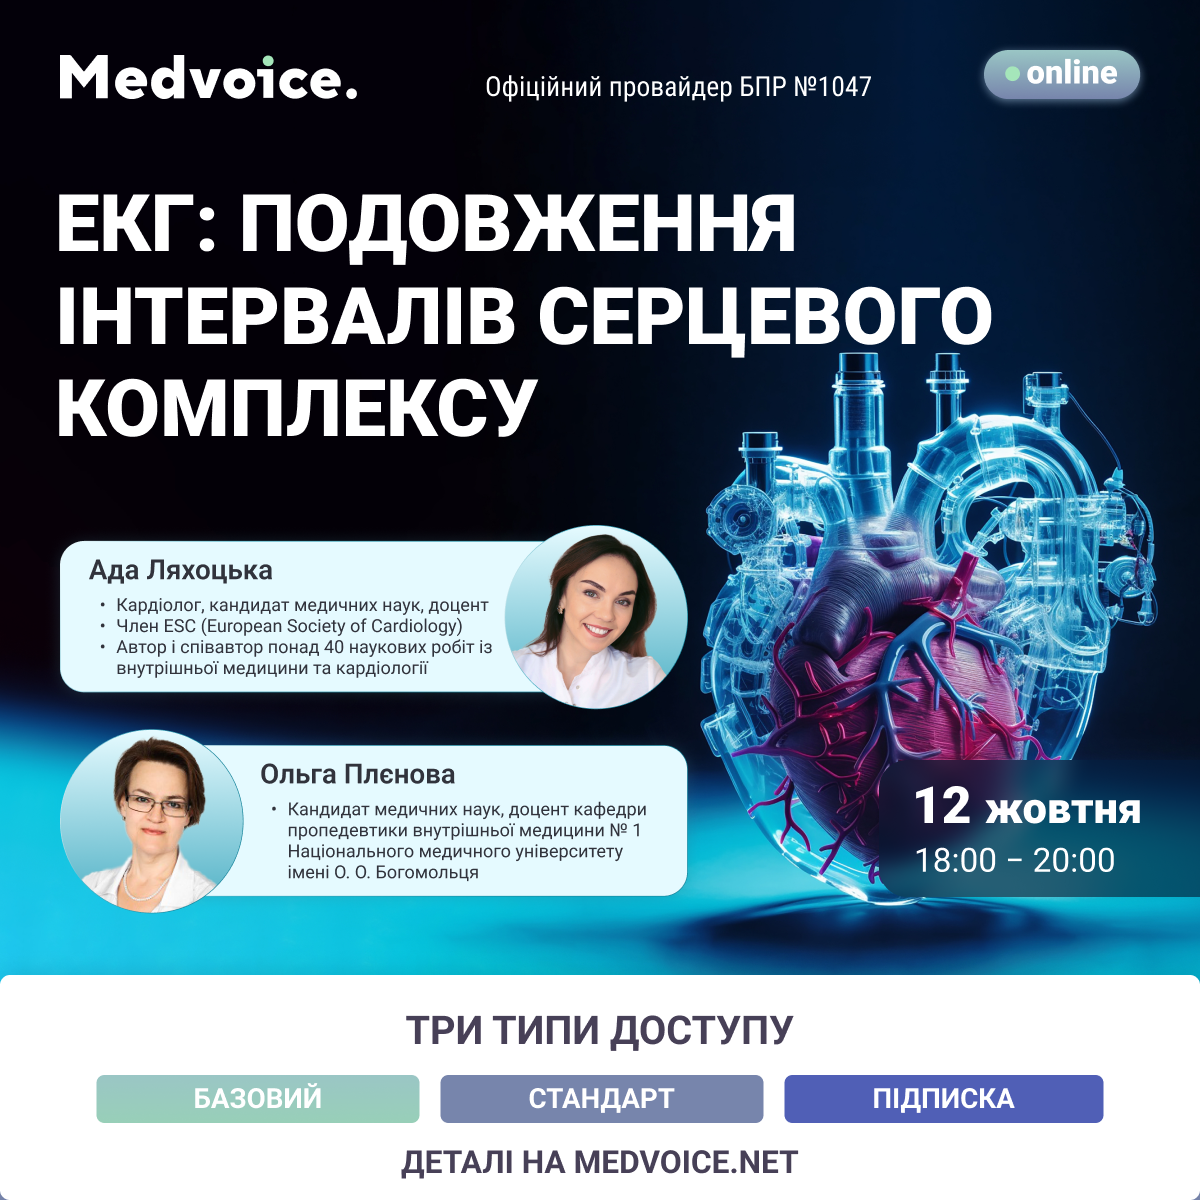 Medvoice.
Офіційний провайдер БПР №1047
online
ЕКГ: ПОДОВЖЕННЯ
ІНТЕРВАЛІВ СЕРЦЕВОГО
КОМПЛЕКСУ
Ада Ляхоцька
• Кардіолог, кандидат медичних наук, доцент
• Член ESC (European Society of Cardiology)
• Автор і співавтор понад 40 наукових робіт із
внутрішньої медицини та кардіології
Ольга Плєнова
• Кандидат медичних наук, доцент кафедри
пропедевтики внутрішньої медицини № 1
Національного медичного університету
імені О. О. Богомольця
12 жовтня
18:00 – 20:00
ТРИ ТИПИ ДОСТУПУ
БАЗОВИЙ
СТАНДАРТ
ПІДПИСКА
ДЕТАЛІ НА MEDVOICE.NET